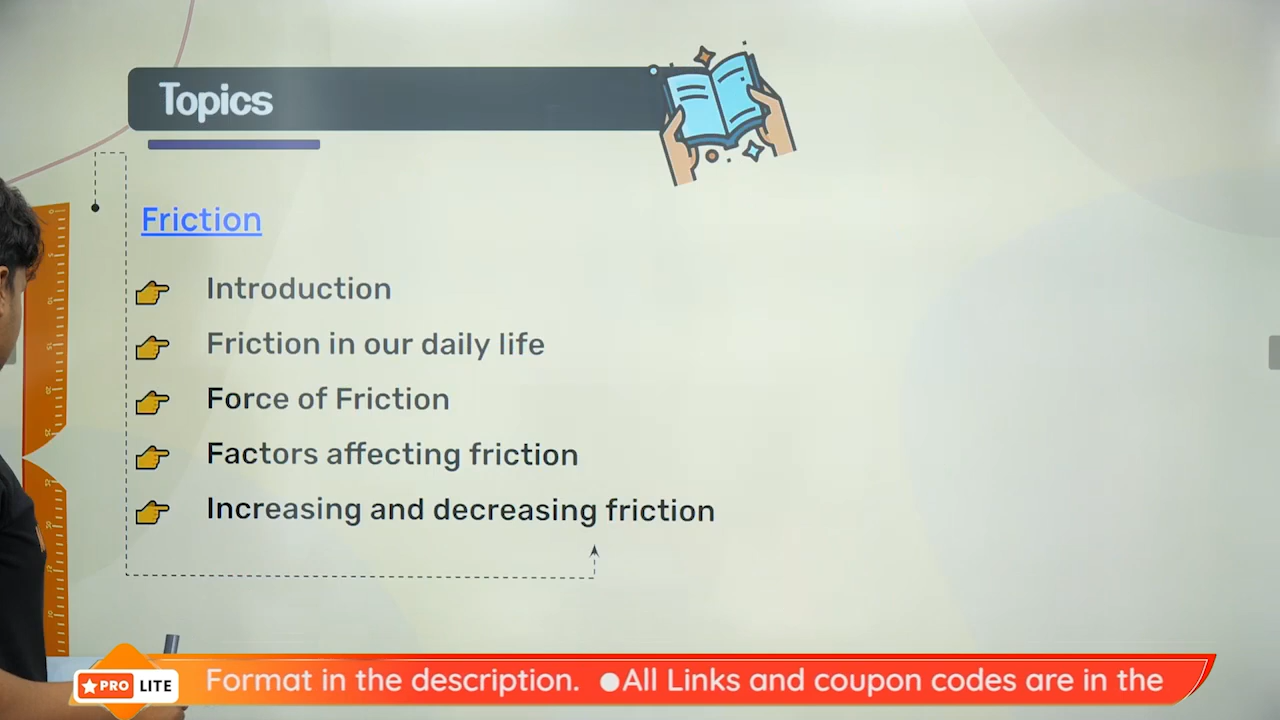 Topics
Friction
Introduction
Friction in our daily life
Force of Friction
Factors affecting friction
Increasing and decreasing friction
PRO LITE
Format in the description. ●All Links and coupon codes are in the